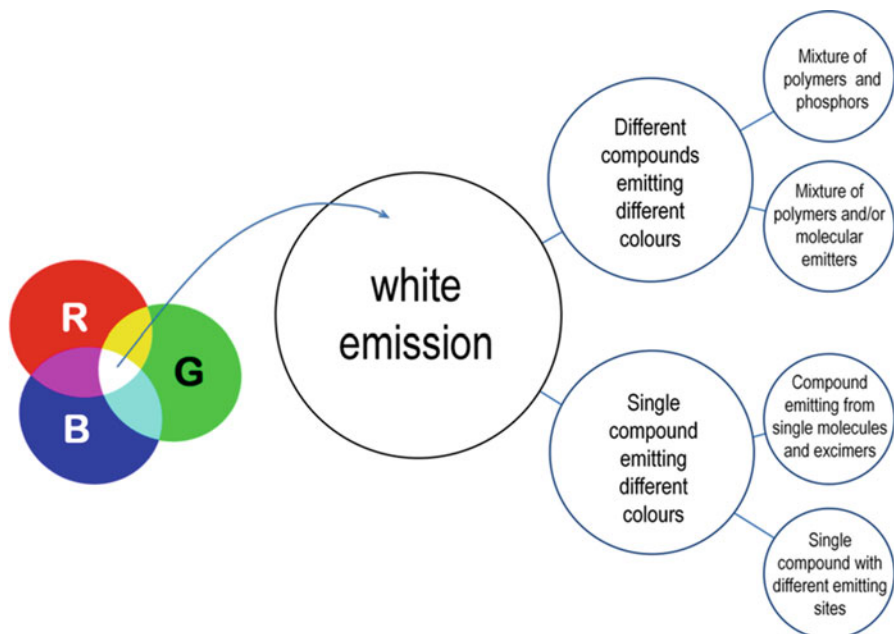 R
G
B
white
emission
Different
compounds
emitting
different
colours
Mixture of
polymers and
phosphors
Mixture of
polymers and/or
molecular
emitters
Single
compound
emitting
different
colours
Compound
emitting from
single molecules
and excimers
Single
compound with
different emitting
sites